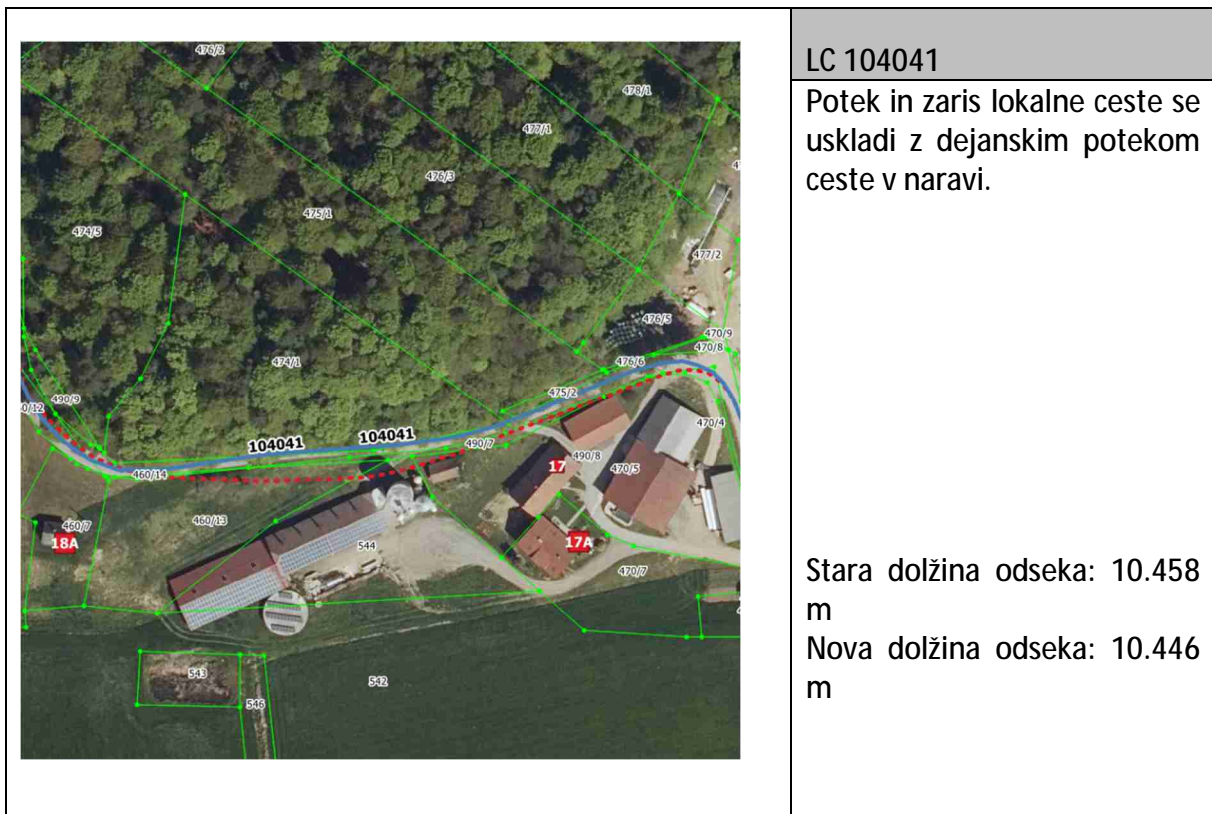 LC 104041
Potek in zaris lokalne ceste se
uskladi z dejanskim potekom
ceste v naravi.
Stara dolžina odseka: 10.458
m
Nova dolžina odseka: 10.446
m
476/2
478/1
477/1
476/3
475/1
474/5
477/2
476/5
470/9
470/8
476/6
474/1
475/2
490/9
470/4
104041
104041
490/7
490/8
17
470/5
460/14
460/13
460/7
18A
544
17A
470/7
543
542
546